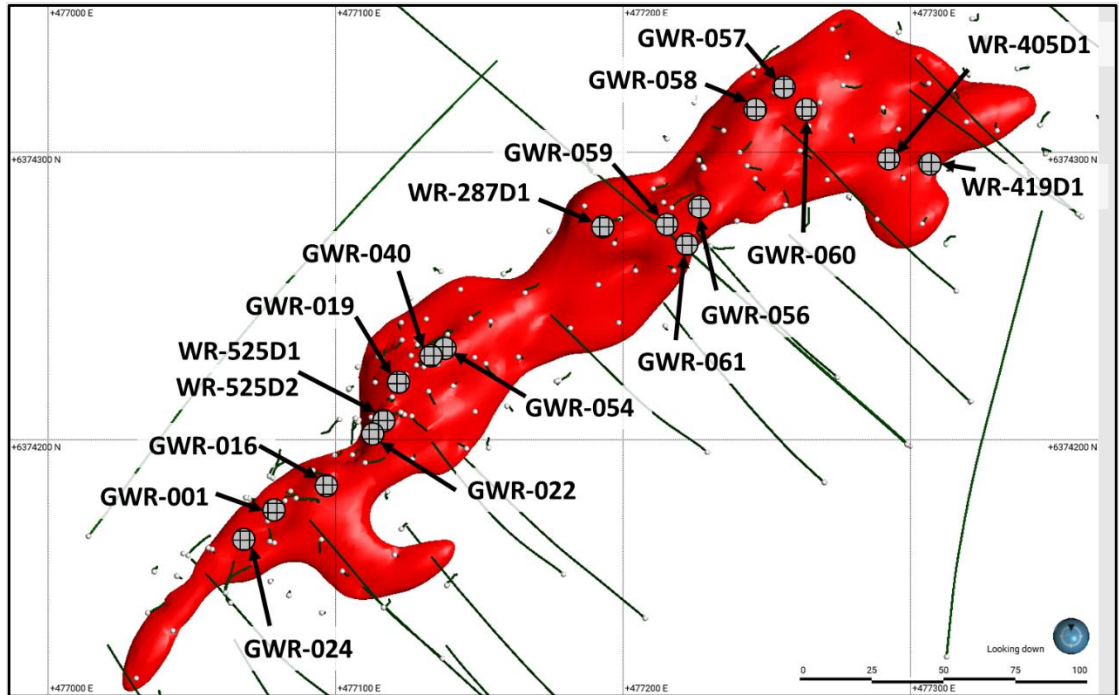 +477000 E
+477100 E
+477200 E
+477300 E
GWR-057
WR-405D1
GWR-058
+6374300 N
GWR-059
WR-419D1
WR-287D1
GWR-040
GWR-060
GWR-019
GWR-056
WR-525D1
GWR-061
WR-525D2
GWR-054
+6374200 N
GWR-016
GWR-001
GWR-022
GWR-024
Looking down
0 25 50 75 100
+477000 E
+477100 E
+477200 E
+477300 E